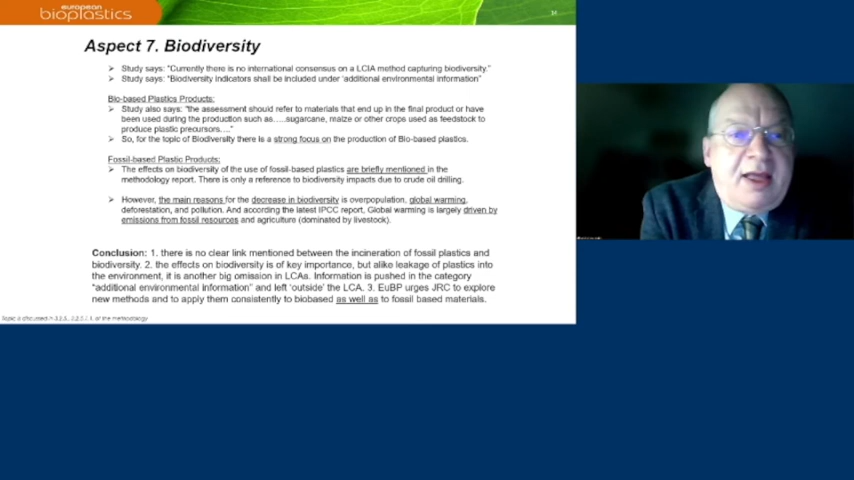 european
bioplastics
Aspect 7. Biodiversity
➢ Study says: "Currently there is no international consensus on a LCIA method capturing biodiversity."
➢ Study says: "Biodiversity Indicators shall be included under 'additional environmental information"
Bio-based Plastics Products:
➢ Study also says: "the assessment should refer to materials that end up in the final product or have
been used during the production such as…..sugarcane, maize or other crops used as feedstock to
produce plastic precursors…."
➢ So, for the topic of Biodiversity there is a strong focus on the production of Bio-based plastics.
Fossil-based Plastic Products:
➢ The effects on biodiversity of the use of fossil-based plastics are briefly mentioned in the
methodology report. There is only a reference to biodiversity impacts due to crude oil drilling.
➢ However, the main reasons for the decrease in biodiversity is overpopulation, global warming,
deforestation, and pollution. And according the latest IPCC report, Global warming is largely driven by
emissions from fossil resources and agriculture (dominated by livestock).
Conclusion: 1. there is no clear link mentioned between the incineration of fossil plastics and
biodiversity. 2. the effects on biodiversity is of key importance, but alike leakage of plastics into
the environment, it is another big omission in LCAs. Information is pushed in the category
"additional environmental information" and left 'outside' the LCA. 3. EuBP urges JRC to explore
new methods and to apply them consistently to biobased as well as to fossil based materials.
of the methodology